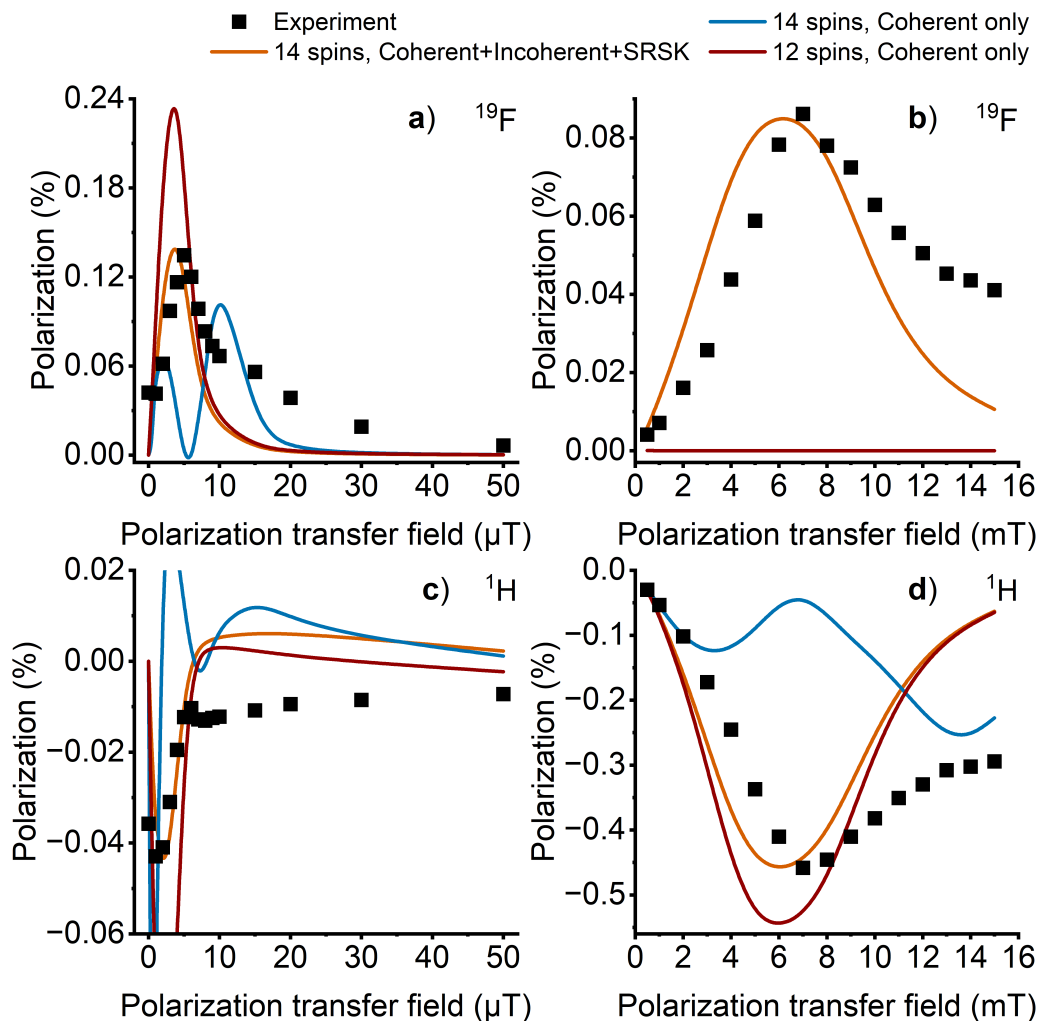 Experiment
14 spins, Coherent only
14 spins, Coherent+Incoherent+SRSK
12 spins, Coherent only
a) ¹⁹F
0.24
0.18
0.12
0.06
0.00
Polarization (%)
0 10 20 30 40 50
Polarization transfer field (μT)
b) ¹⁹F
0.08
0.06
0.04
0.02
0.00
Polarization (%)
0 2 4 6 8 10 12 14 16
Polarization transfer field (mT)
c) ¹H
0.02
0.00
−0.02
−0.04
−0.06
Polarization (%)
0 10 20 30 40 50
Polarization transfer field (μT)
d) ¹H
0.0
−0.1
−0.2
−0.3
−0.4
−0.5
Polarization (%)
0 2 4 6 8 10 12 14 16
Polarization transfer field (mT)